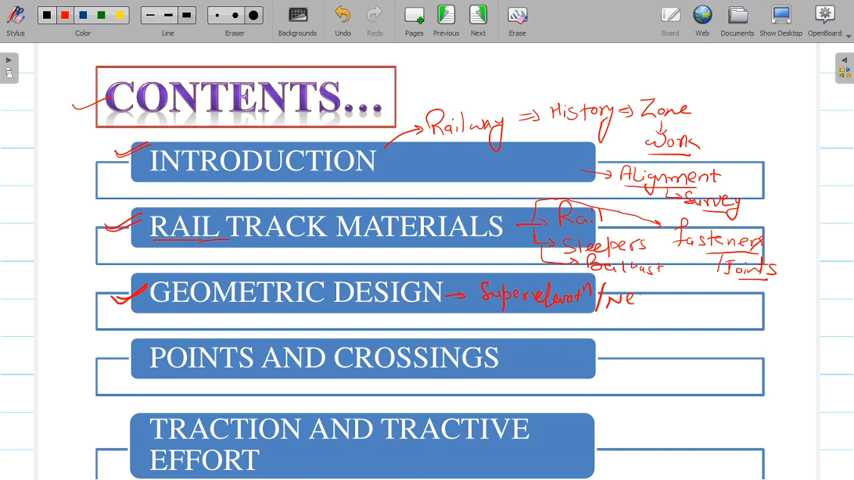 Stylus
Color
Line
Eraser
Backgrounds
Undo
Redo
Pages
Previous
Next
Erase
Board
Web
Documents
Show Desktop
OpenBoard
CONTENTS...
Railway ⇒ History ⇒ Zone
↓
work
INTRODUCTION
→ Alignment
↳ Survey
RAIL TRACK MATERIALS
→ Rail
fasteners
→ Sleepers
→ Ballast
/Joints
GEOMETRIC DESIGN → Superelevatⁿ/Ne
POINTS AND CROSSINGS
TRACTION AND TRACTIVE
EFFORT